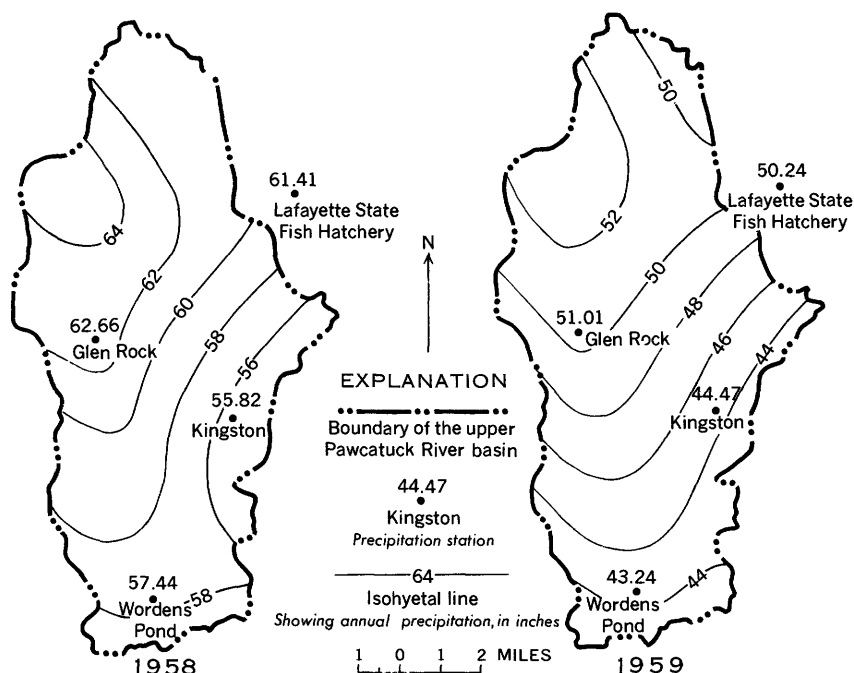 61.41
Lafayette State
Fish Hatchery
64
62
60
58
56
62.66
Glen Rock
55.82
Kingston
57.44
Wordens
Pond
58
1958
N
EXPLANATION
Boundary of the upper
Pawcatuck River basin
44.47
Kingston
Precipitation station
64
Isohyetal line
Showing annual precipitation, in inches
1 0 1 2 MILES
50
50.24
Lafayette State
Fish Hatchery
52
50
48
46
44
51.01
Glen Rock
44.47
Kingston
43.24
Wordens
Pond
44
1959